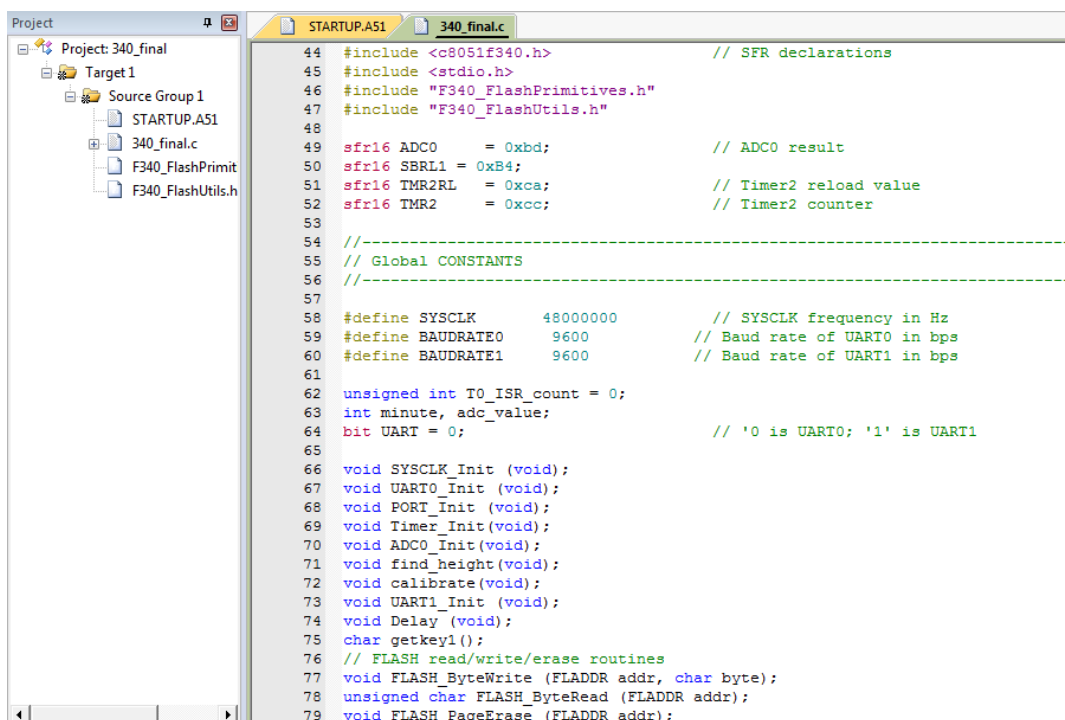 Project
Project: 340_final
Target 1
Source Group 1
STARTUP.A51
340_final.c
F340_FlashPrimit
F340_FlashUtils.h
STARTUP.A51
340_final.c
44 #include <c8051f340.h> // SFR declarations
45 #include <stdio.h>
46 #include "F340_FlashPrimitives.h"
47 #include "F340_FlashUtils.h"
48
49 sfr16 ADC0 = 0xbd; // ADC0 result
50 sfr16 SBRL1 = 0xB4;
51 sfr16 TMR2RL = 0xca; // Timer2 reload value
52 sfr16 TMR2 = 0xcc; // Timer2 counter
53
54 //---------------------------------------------------------------------------
55 // Global CONSTANTS
56 //---------------------------------------------------------------------------
57
58 #define SYSCLK 48000000 // SYSCLK frequency in Hz
59 #define BAUDRATE0 9600 // Baud rate of UART0 in bps
60 #define BAUDRATE1 9600 // Baud rate of UART1 in bps
61
62 unsigned int T0_ISR_count = 0;
63 int minute, adc_value;
64 bit UART = 0; // '0 is UART0; '1' is UART1
65
66 void SYSCLK_Init (void);
67 void UART0_Init (void);
68 void PORT_Init (void);
69 void Timer_Init(void);
70 void ADC0_Init(void);
71 void find_height(void);
72 void calibrate(void);
73 void UART1_Init (void);
74 void Delay (void);
75 char getkey1();
76 // FLASH read/write/erase routines
77 void FLASH_ByteWrite (FLADDR addr, char byte);
78 unsigned char FLASH_ByteRead (FLADDR addr);
79 void FLASH_PageErase (FLADDR addr);